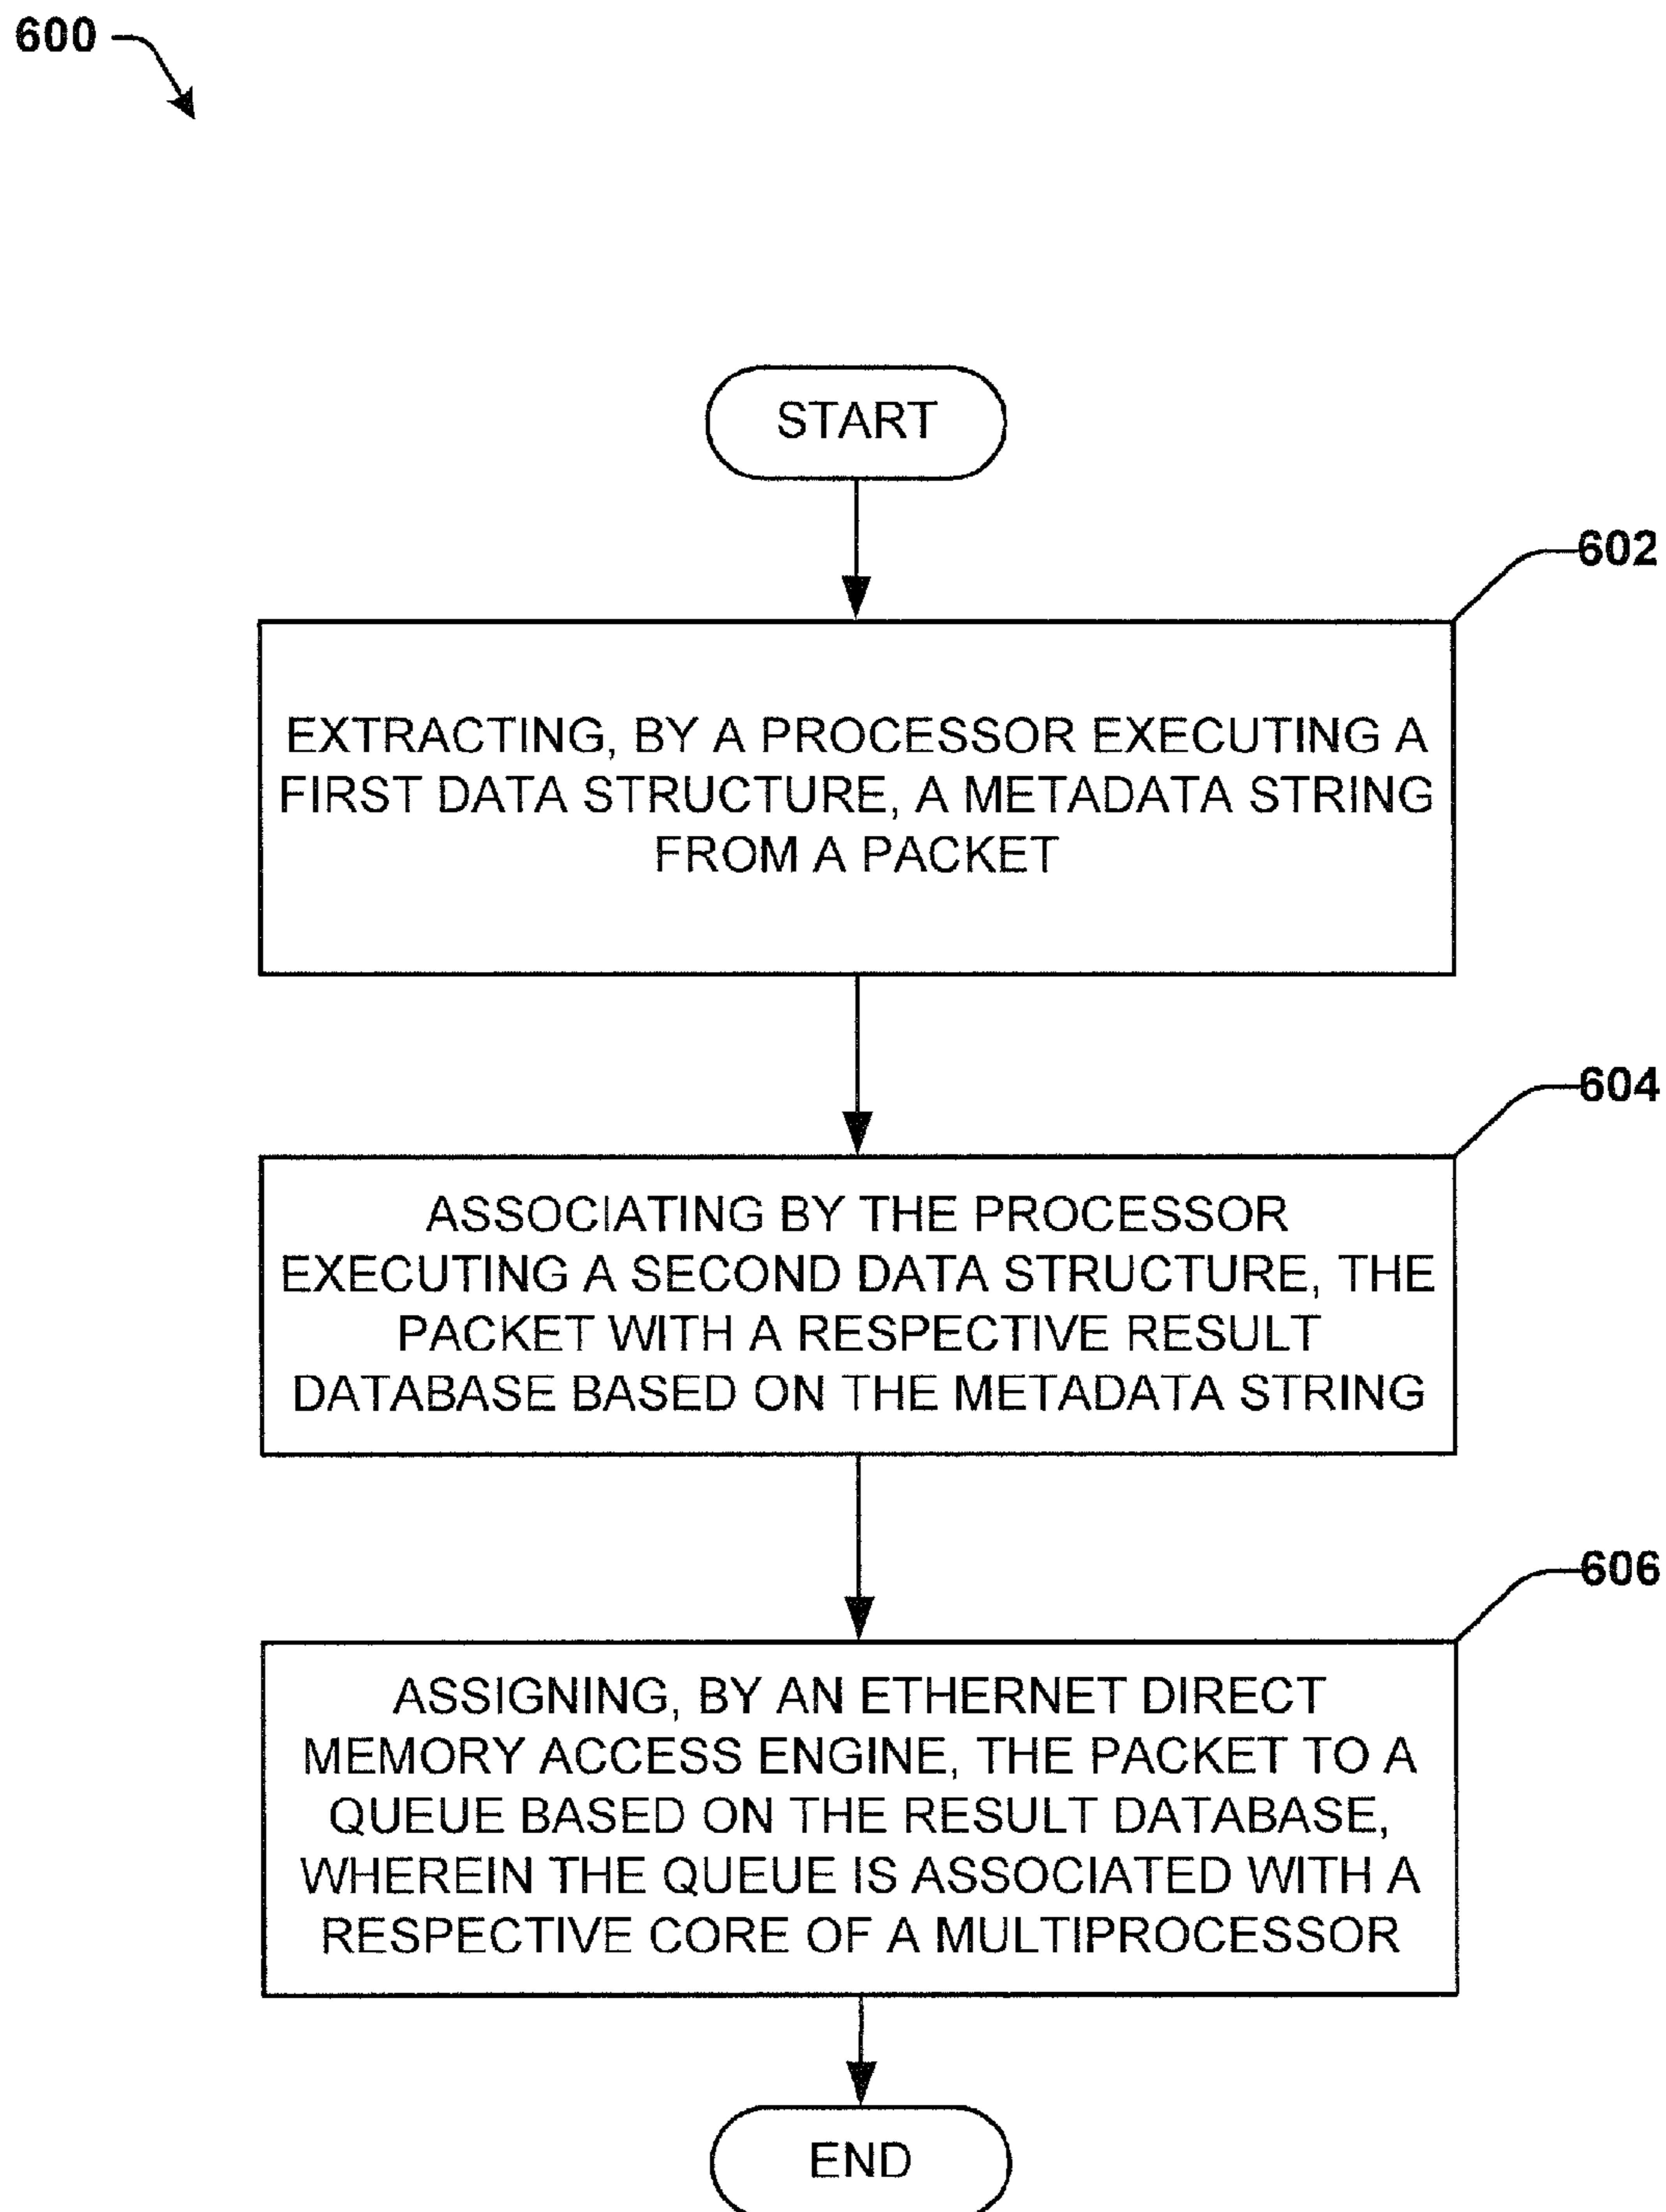 600
START
602
EXTRACTING, BY A PROCESSOR EXECUTING A
FIRST DATA STRUCTURE, A METADATA STRING
FROM A PACKET
604
ASSOCIATING BY THE PROCESSOR
EXECUTING A SECOND DATA STRUCTURE, THE
PACKET WITH A RESPECTIVE RESULT
DATABASE BASED ON THE METADATA STRING
606
ASSIGNING, BY AN ETHERNET DIRECT
MEMORY ACCESS ENGINE, THE PACKET TO A
QUEUE BASED ON THE RESULT DATABASE,
WHEREIN THE QUEUE IS ASSOCIATED WITH A
RESPECTIVE CORE OF A MULTIPROCESSOR
END